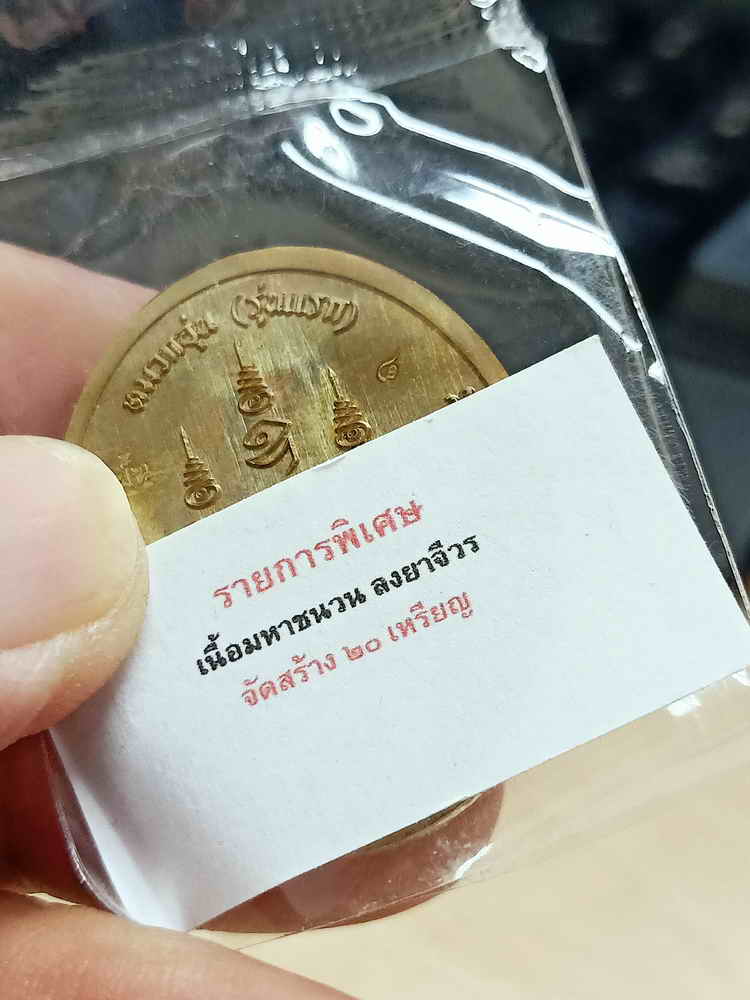 (รุ่นแรก)
รายการพิเศษ
เนื้อมหาชนวน ลงยาจีวร
จัดสร้าง ๒๐ เหรียญ